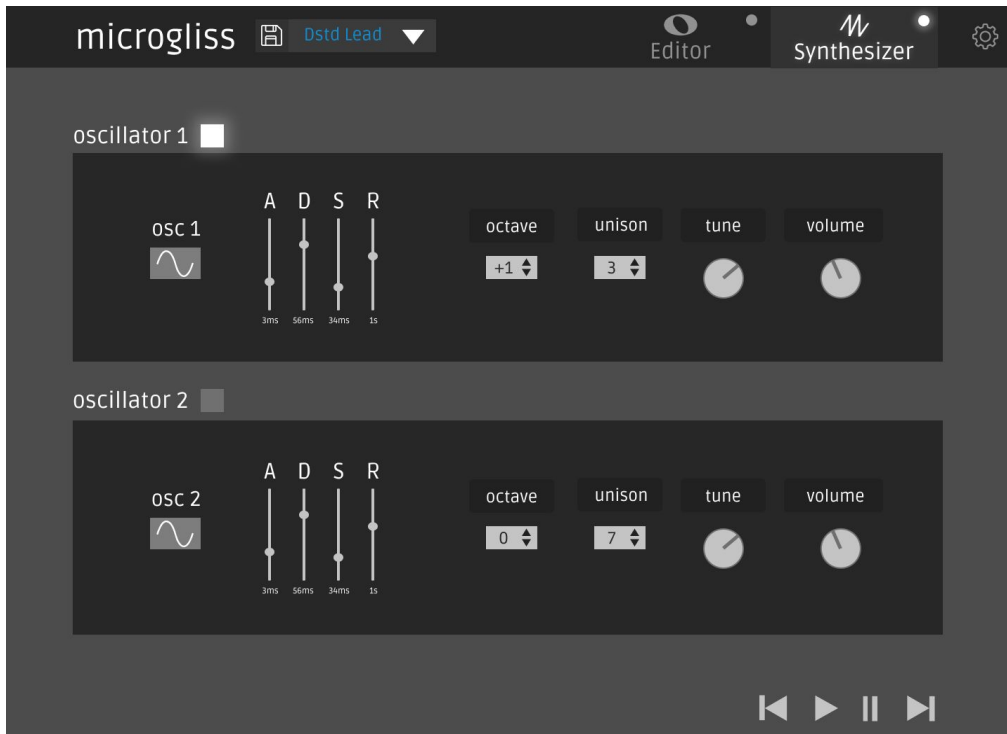 microgliss
Dstd Lead
Editor
Synthesizer
oscillator 1
A D S R
osc 1
octave unison tune volume
+1 3
3ms 56ms 34ms 1s
oscillator 2
A D S R
osc 2
octave unison tune volume
0 7
3ms 56ms 34ms 1s